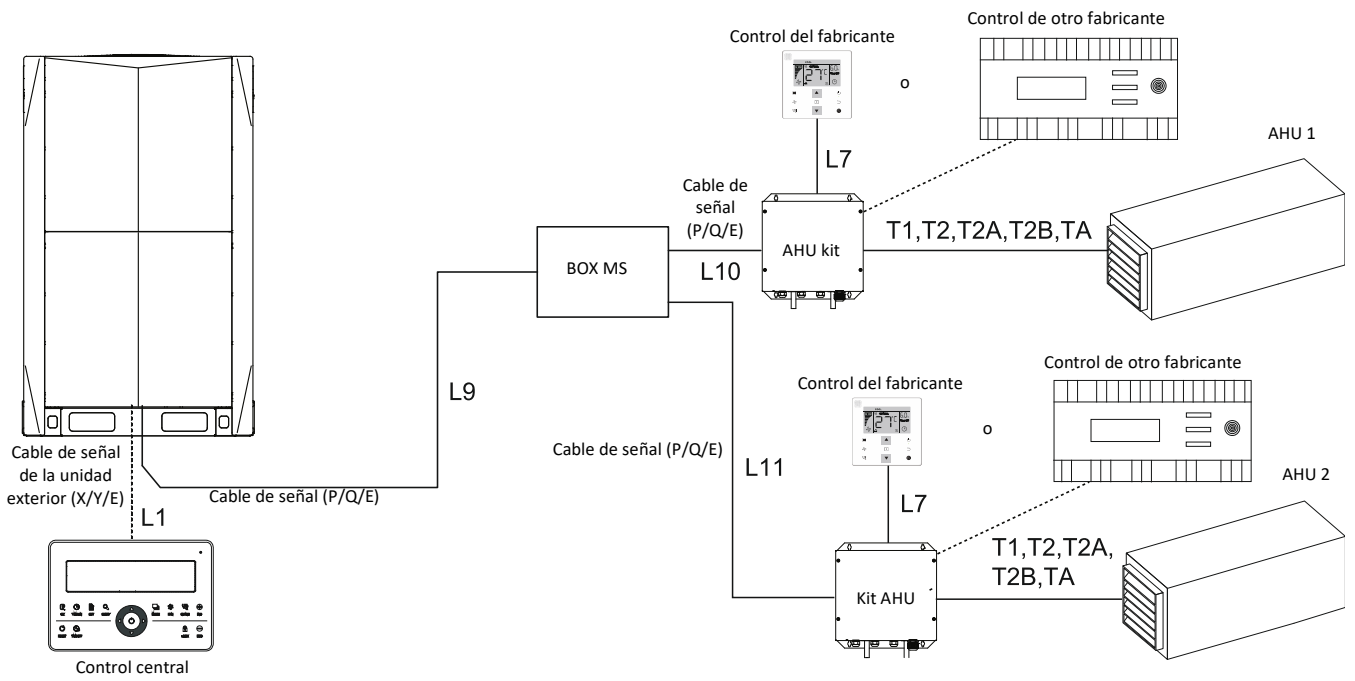 Control de otro fabricante
Control del fabricante
27°C
o
AHU 1
L7
Cable de
señal
(P/Q/E)
T1,T2,T2A,T2B,TA
AHU kit
BOX MS
L10
Control de otro fabricante
Control del fabricante
27°C
o
L9
Cable de señal
de la unidad
exterior (X/Y/E)
Cable de señal (P/Q/E)
Cable de señal (P/Q/E)
L11
AHU 2
L7
L1
T1,T2,T2A,
T2B,TA
Kit AHU
Control central